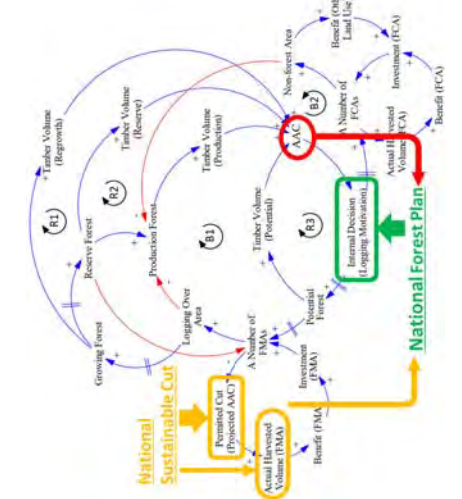 National
Sustainable Cut
Permitted Cut
(Projected AAC)
Actual Harvested
Volume (FMA)
Benefit (FMA)
Investment (FMA)
A Number of
FMAs
Logging Over
Area
Growing Forest
Reserve Forest
Production Forest
Timber Volume
(Regrowth)
Timber Volume
(Reserve)
Timber Volume
(Production)
Timber Volume
(Potential)
Potential
Forest
Internal Decision
(Logging Motivation)
AAC
Non-forest Area
Benefit (Oth
Land Use
A Number of
FCAs
Investment (FCA)
Benefit (FCA)
Actual Harvested
Volume (FCA)
R1
R2
B1
R3
B2
National Forest Plan